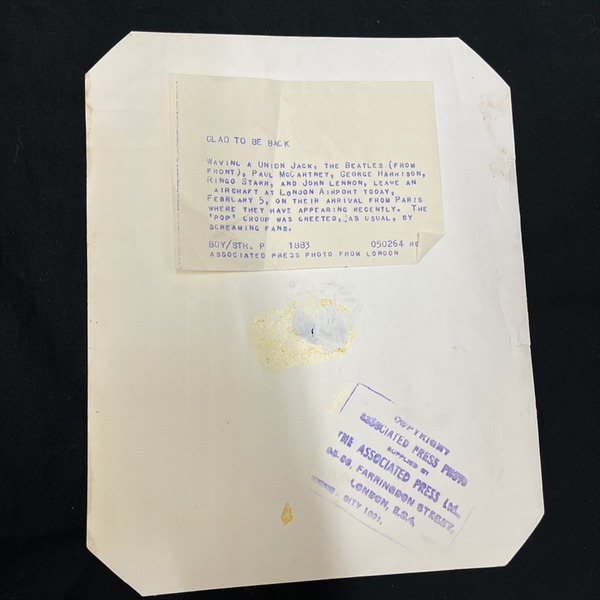 GLAD TO BE BACK
WAVING A UNION JACK, THE BEATLES (FROM
FRONT), PAUL MCCARTNEY, GEORGE HARRISON,
RINGO STARR, AND JOHN LENNON, LEAVE AN
AIRCRAFT AT LONDON AIRPORT TODAY,
FEBRUARY 5, ON THEIR ARRIVAL FROM PARIS
WHERE THEY HAVE APPEARING RECENTLY. THE
'POP' GROUP WAS GREETED, AS USUAL, BY
SCREAMING FANS.
BOY/STR. P 1883 050264
ASSOCIATED PRESS PHOTO FROM LONDON
COPYRIGHT
ASSOCIATED PRESS PHOTO
SUPPLIED BY
THE ASSOCIATED PRESS LTD.,
FARRINGDON STREET,
LONDON, E.C.4.
CITY 1691.